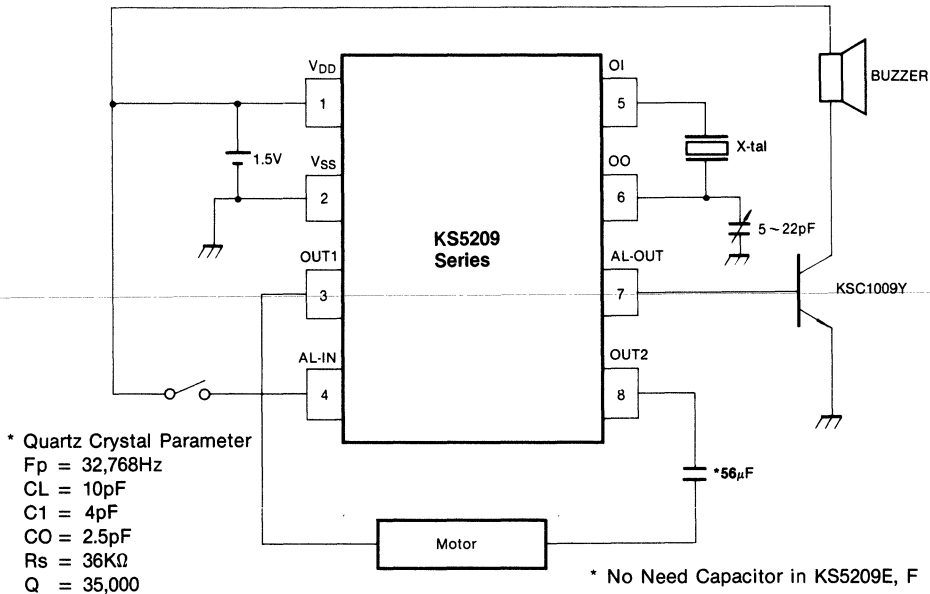 VDD
1
1.5V
VSS
2
OUT1
3
AL-IN
4
KS5209
Series
OI
5
X-tal
OO
6
5~22pF
AL-OUT
7
OUT2
8
BUZZER
KSC1009Y
*56μF
Motor
* Quartz Crystal Parameter
Fp = 32,768Hz
CL = 10pF
C1 = 4pF
CO = 2.5pF
Rs = 36KΩ
Q = 35,000
* No Need Capacitor in KS5209E, F